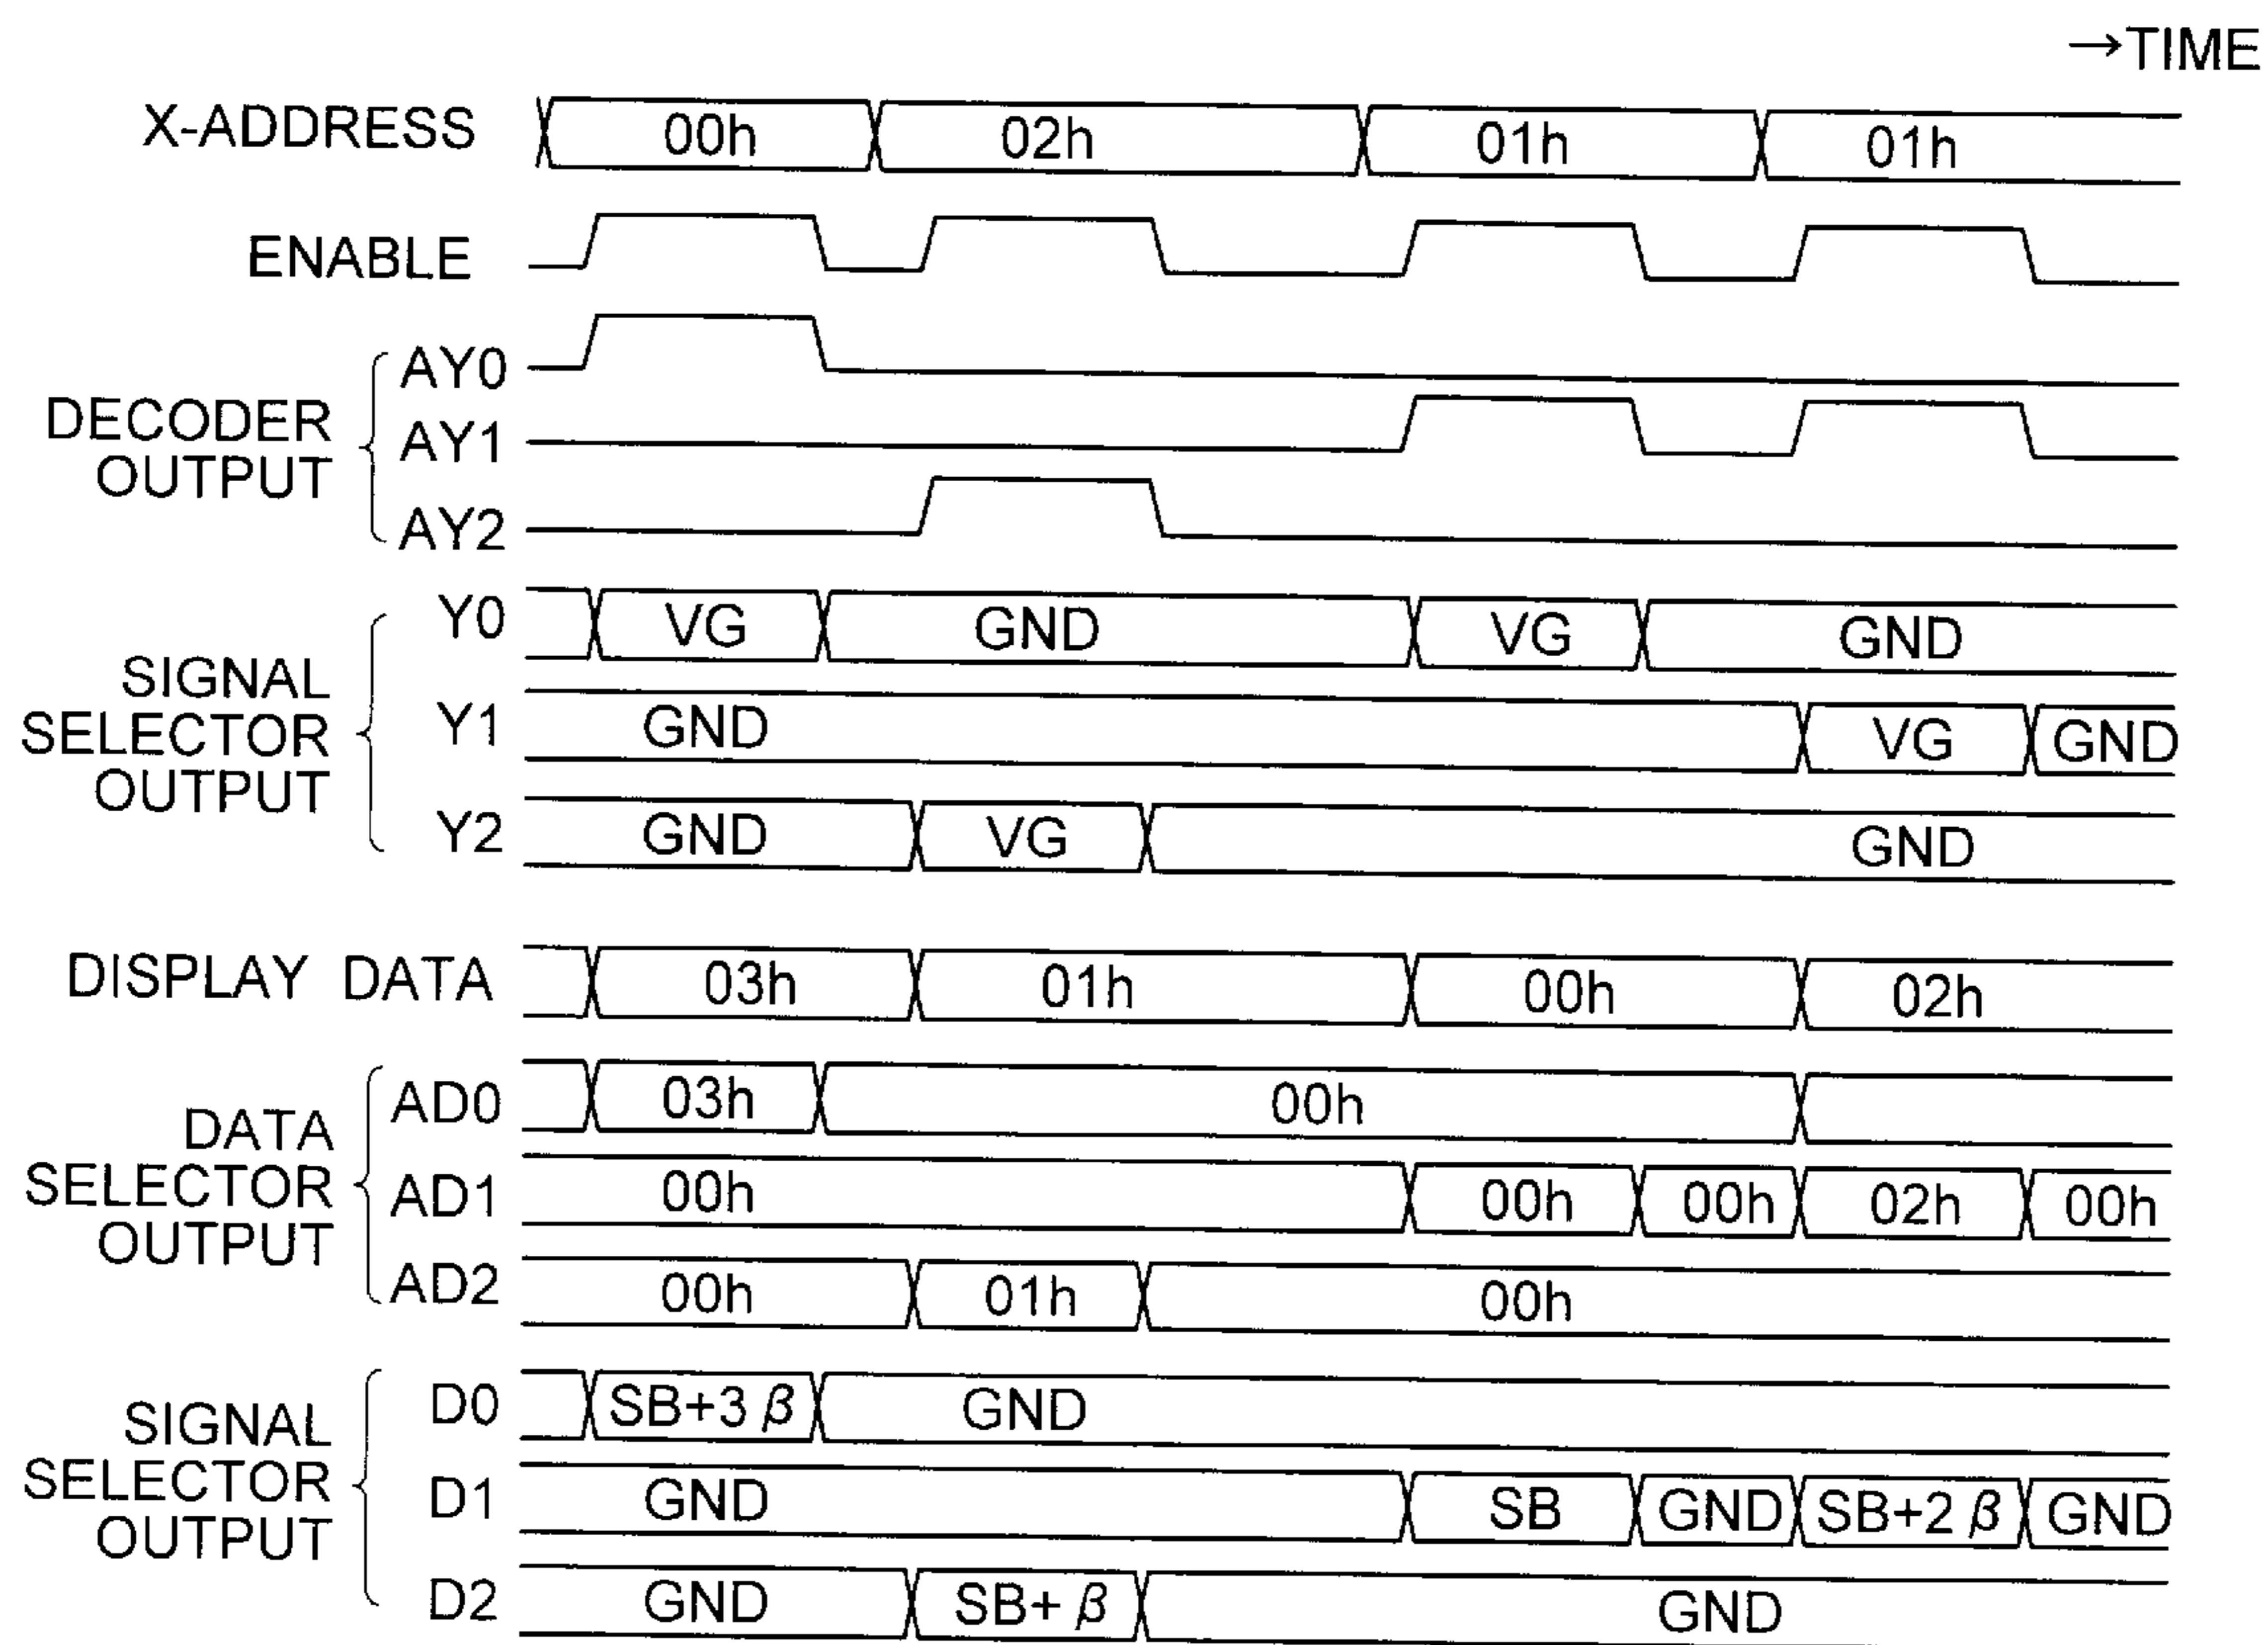 →TIME
X-ADDRESS 00h 02h 01h 01h
ENABLE
DECODER
OUTPUT
AY0
AY1
AY2
SIGNAL
SELECTOR
OUTPUT
Y0 VG GND VG GND
Y1 GND VG GND
Y2 GND VG GND
DISPLAY DATA 03h 01h 00h 02h
DATA
SELECTOR
OUTPUT
AD0 03h 00h
AD1 00h 00h 00h 02h 00h
AD2 00h 01h 00h
SIGNAL
SELECTOR
OUTPUT
D0 SB+3β GND
D1 GND SB GND SB+2β GND
D2 GND SB+β GND